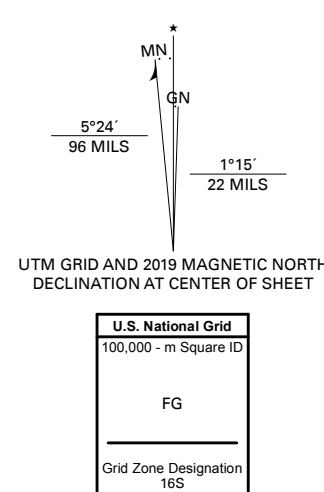 ★
MN
GN
5°24´
96 MILS
1°15´
22 MILS
UTM GRID AND 2019 MAGNETIC NORTH
DECLINATION AT CENTER OF SHEET
U.S. National Grid
100,000 - m Square ID
FG
Grid Zone Designation
16S